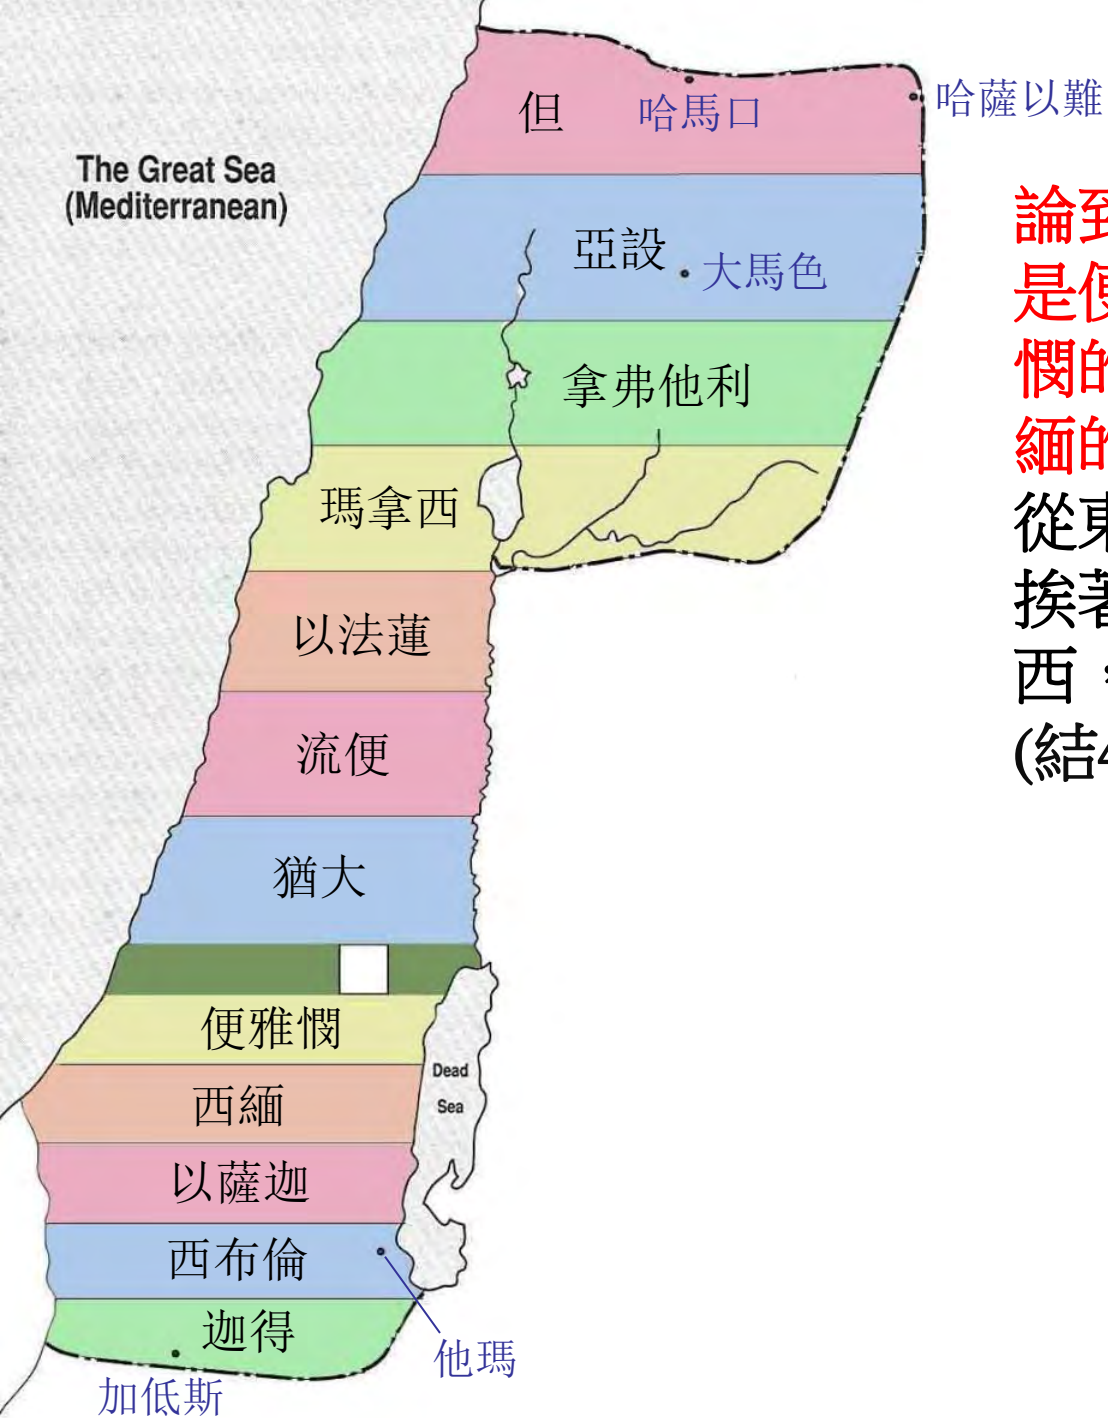 但
哈馬口
哈薩以難
The Great Sea
(Mediterranean)
亞設
大馬色
拿弗他利
瑪拿西
以法蓮
流便
猶大
便雅憫
西緬
以薩迦
西布倫
迦得
Dead
Sea
他瑪
加低斯
論到
是便
憫的
緬的
從東
挨著
西，
(結4